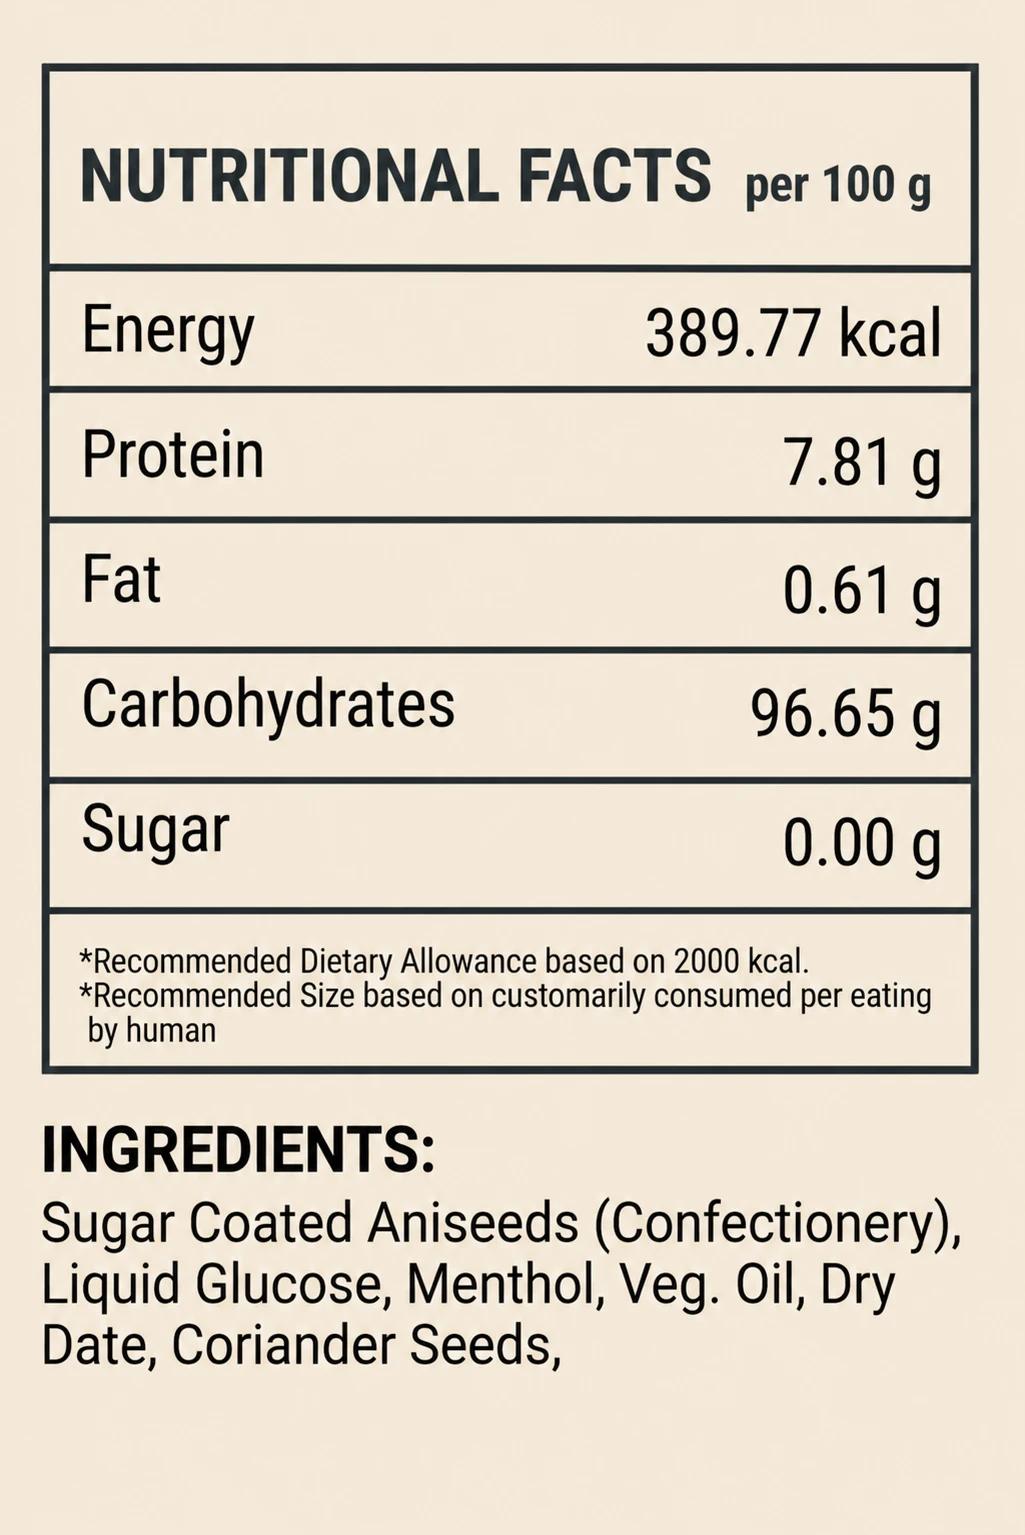 NUTRITIONAL FACTS per 100 g
Energy 389.77 kcal
Protein 7.81 g
Fat 0.61 g
Carbohydrates 96.65 g
Sugar 0.00 g
*Recommended Dietary Allowance based on 2000 kcal.
*Recommended Size based on customarily consumed per eating
by human
INGREDIENTS:
Sugar Coated Aniseeds (Confectionery),
Liquid Glucose, Menthol, Veg. Oil, Dry
Date, Coriander Seeds,